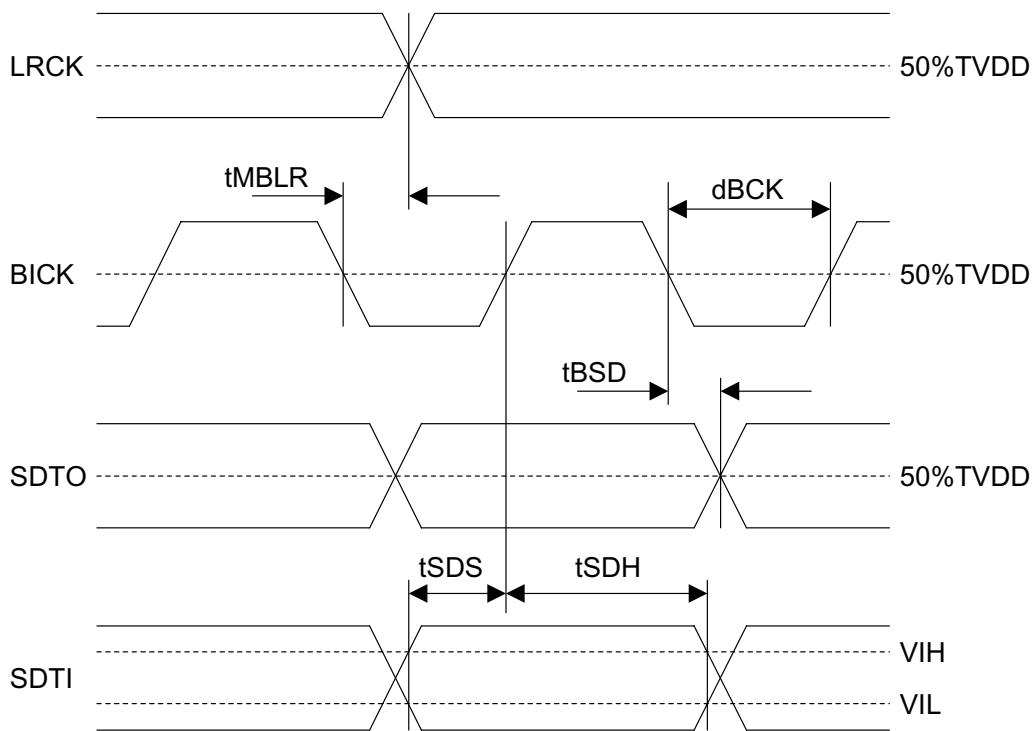 LRCK
50%TVDD
tMBLR
dBCK
BICK
50%TVDD
tBSD
SDTO
50%TVDD
tSDS
tSDH
SDTI
VIH
VIL